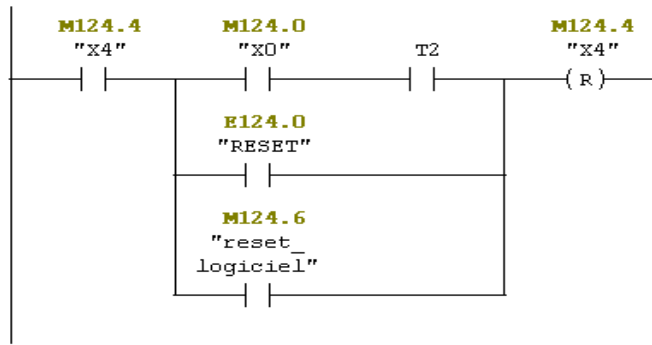 M124.4 M124.0 M124.4
"X4" "X0" T2 "X4"
( R )
E124.0
"RESET"
M124.6
"reset_
logiciel"